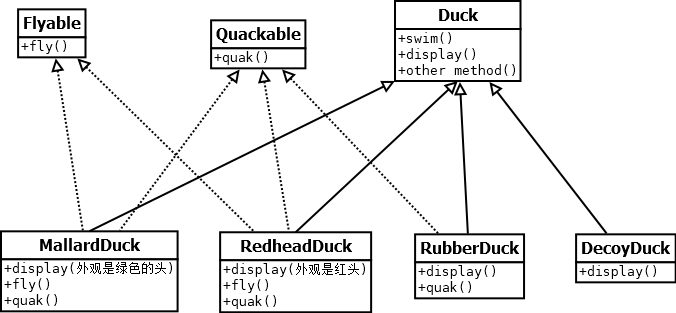 Flyable
+fly()
Quackable
+quak()
Duck
+swim()
+display()
+other method()
MallardDuck
+display(外观是绿色的头)
+fly()
+quak()
RedheadDuck
+display(外观是红头)
+fly()
+quak()
RubberDuck
+display()
+quak()
DecoyDuck
+display()